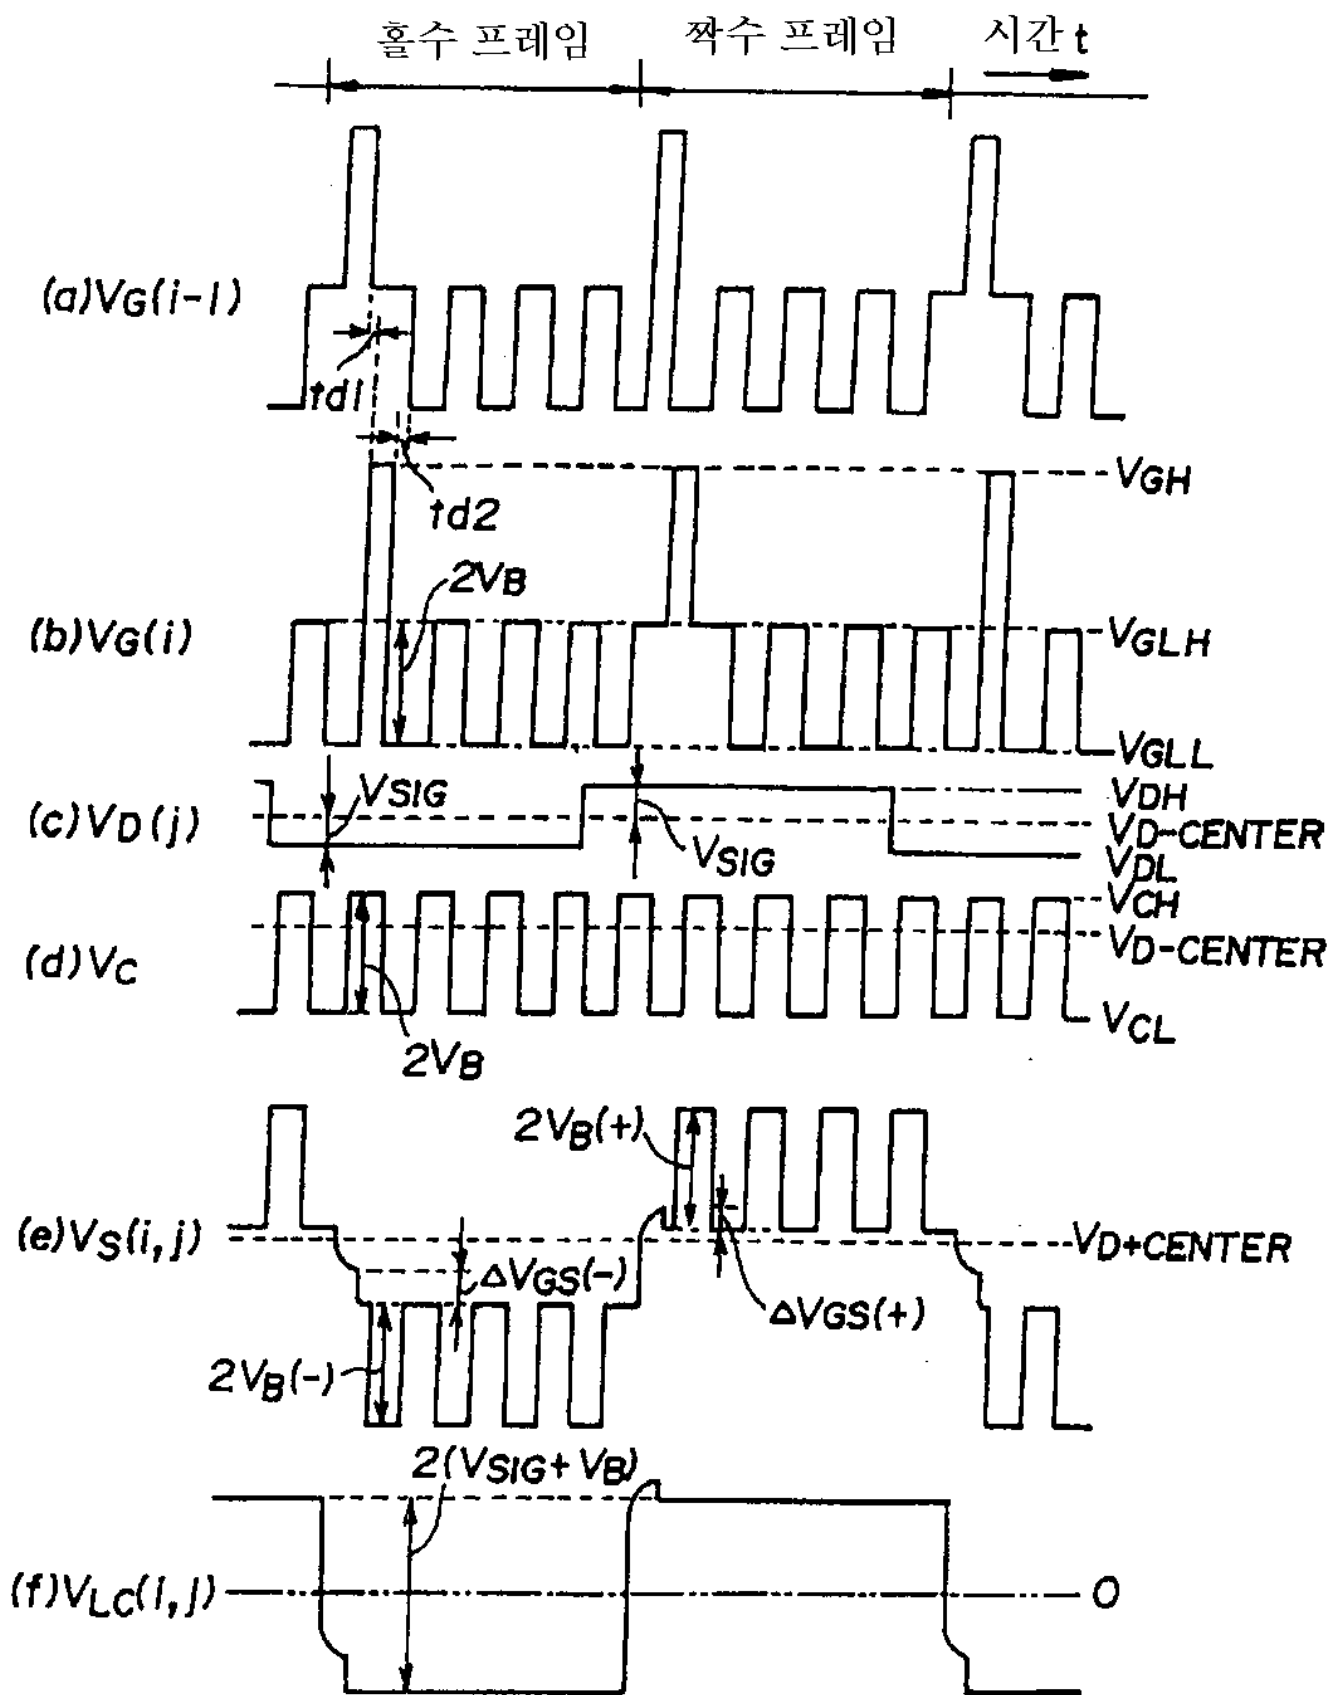 홀수 프레임 짝수 프레임 시간 t
(a)VG(i-1)
td1
VGH
td2
2VB
(b)VG(i)
VGLH
VGLL
VSIG
VDH
(c)VD(j)
VD-CENTER
VSIG
VDL
VCH
VD-CENTER
(d)VC
VCL
2VB
2VB(+)
(e)VS(i,j)
VD+CENTER
ΔVGS(-)
ΔVGS(+)
2VB(-)
2(VSIG+VB)
(f)VLC(i,j)
0